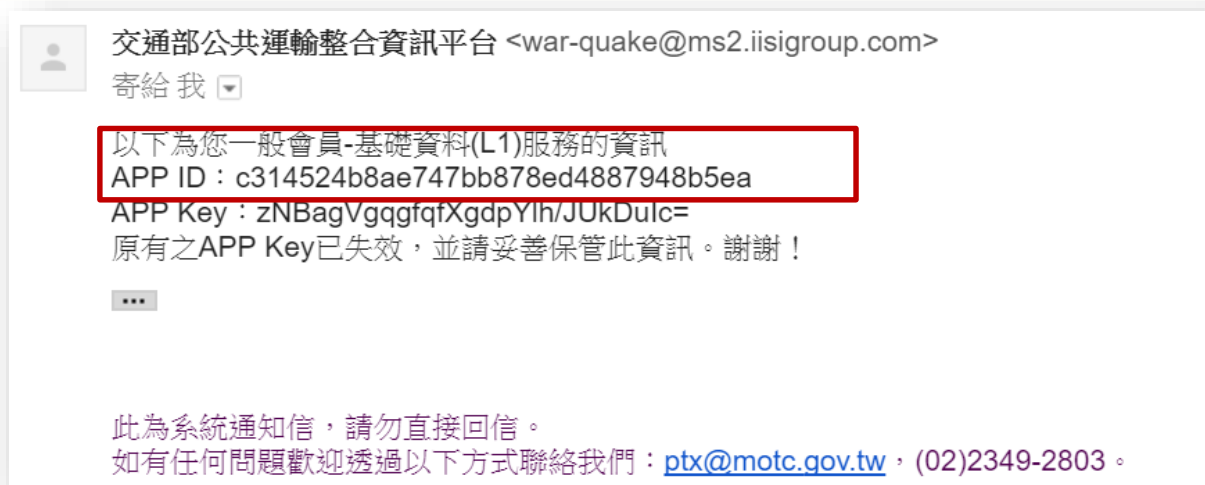 交通部公共運輸整合資訊平台 <war-quake@ms2.iisigroup.com>
寄給 我
以下為您一般會員-基礎資料(L1)服務的資訊
APP ID：c314524b8ae747bb878ed4887948b5ea
APP Key：zNBagVgqgfqfXgdpYlh/JUkDuIc=
原有之APP Key已失效，並請妥善保管此資訊。謝謝！
此為系統通知信，請勿直接回信。
如有任何問題歡迎透過以下方式聯絡我們：ptx@motc.gov.tw，(02)2349-2803。